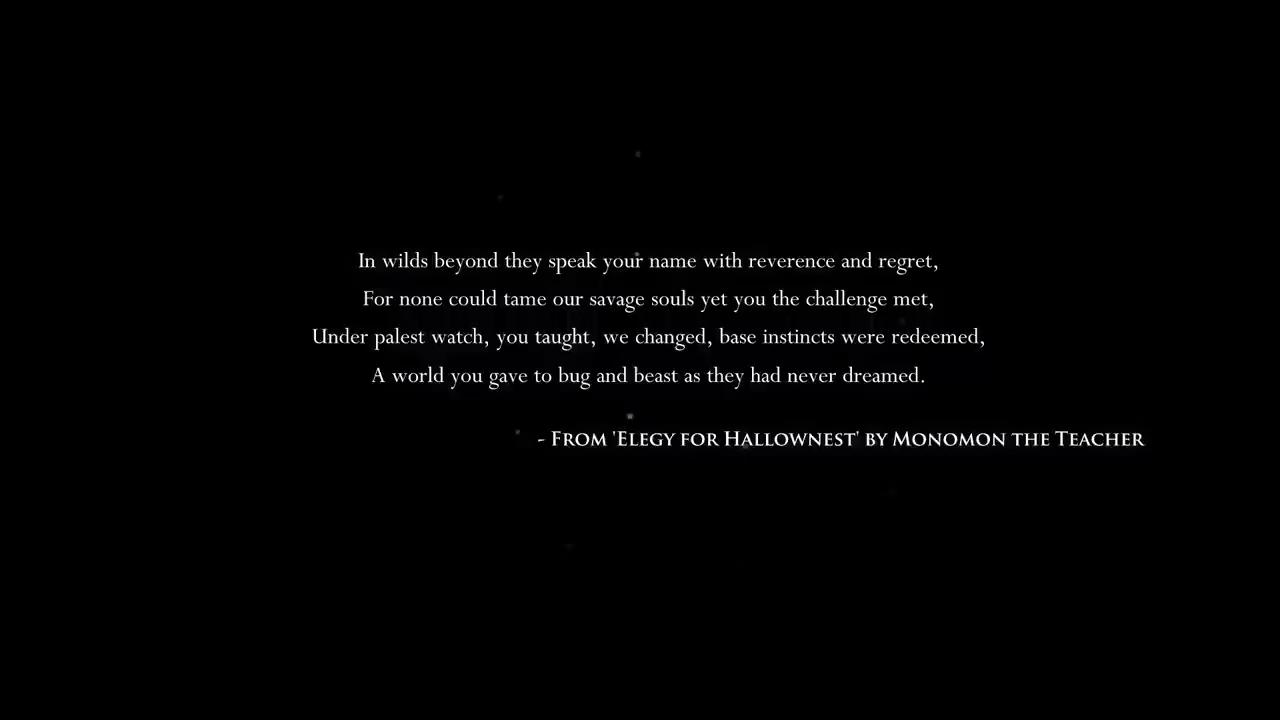 In wilds beyond they speak your name with reverence and regret,
For none could tame our savage souls yet you the challenge met,
Under palest watch, you taught, we changed, base instincts were redeemed,
A world you gave to bug and beast as they had never dreamed.
- From 'Elegy for Hallownest' by Monomon the Teacher